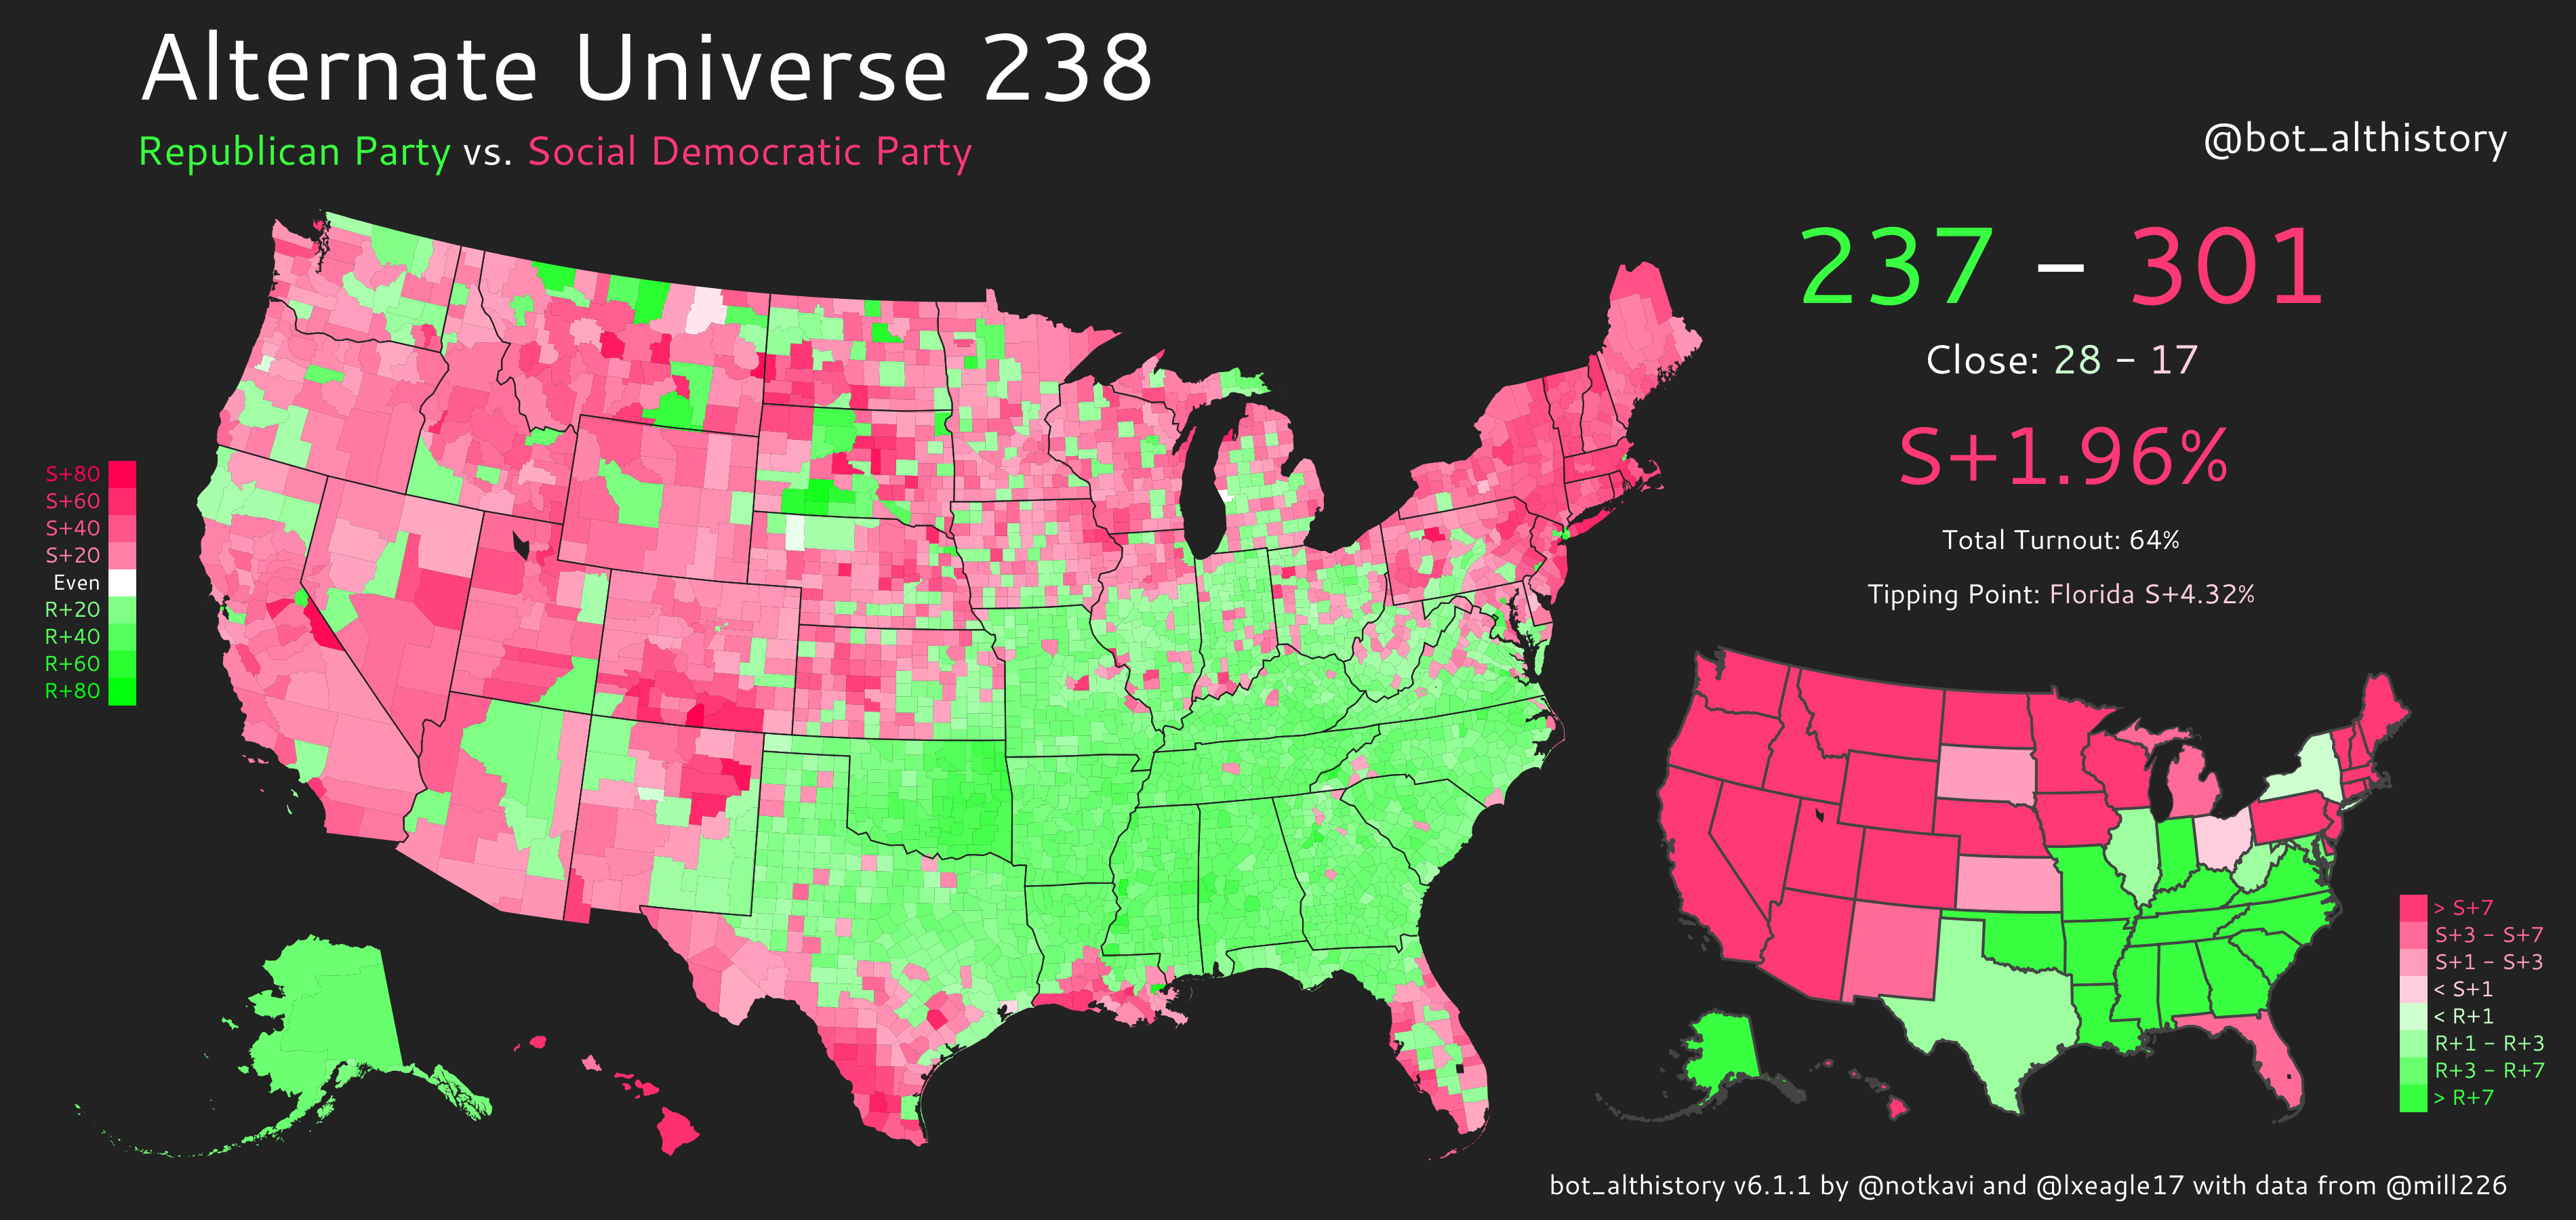 Alternate Universe 238
Republican Party vs. Social Democratic Party
@bot_althistory
237 - 301
Close: 28 - 17
S+1.96%
Total Turnout: 64%
Tipping Point: Florida S+4.32%
S+80
S+60
S+40
S+20
Even
R+20
R+40
R+60
R+80
> S+7
S+3 - S+7
S+1 - S+3
< S+1
< R+1
R+1 - R+3
R+3 - R+7
> R+7
bot_althistory v6.1.1 by @notkavi and @lxeagle17 with data from @mill226